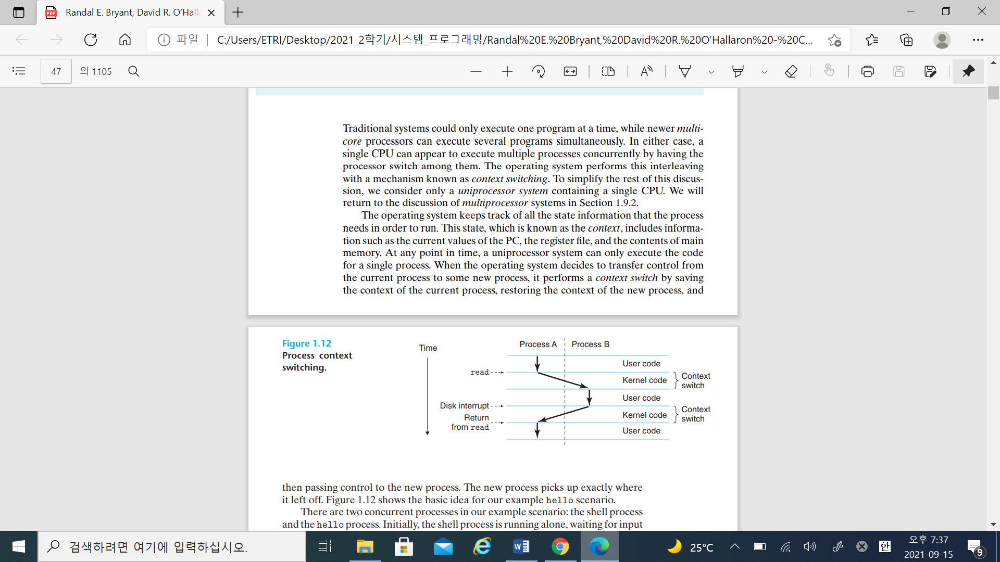 Randal E. Bryant, David R. O'Halla
파일
C:/Users/ETRI/Desktop/2021_2학기/시스템_프로그래밍/Randal%20E.%20Bryant,%20David%20R.%20O'Hallaron%20-%20C...
47 의 1105
Traditional systems could only execute one program at a time, while newer multi-
core processors can execute several programs simultaneously. In either case, a
single CPU can appear to execute multiple processes concurrently by having the
processor switch among them. The operating system performs this interleaving
with a mechanism known as context switching. To simplify the rest of this discus-
sion, we consider only a uniprocessor system containing a single CPU. We will
return to the discussion of multiprocessor systems in Section 1.9.2.
The operating system keeps track of all the state information that the process
needs in order to run. This state, which is known as the context, includes informa-
tion such as the current values of the PC, the register file, and the contents of main
memory. At any point in time, a uniprocessor system can only execute the code
for a single process. When the operating system decides to transfer control from
the current process to some new process, it performs a context switch by saving
the context of the current process, restoring the context of the new process, and
Figure 1.12
Process context
switching.
Time
Process A
Process B
User code
read
Kernel code
Context
switch
User code
Disk interrupt
Kernel code
Context
switch
Return
from read
User code
then passing control to the new process. The new process picks up exactly where
it left off. Figure 1.12 shows the basic idea for our example hello scenario.
There are two concurrent processes in our example scenario: the shell process
and the hello process. Initially, the shell process is running alone, waiting for input
검색하려면 여기에 입력하십시오.
25°C
한
오후 7:37
2021-09-15
9